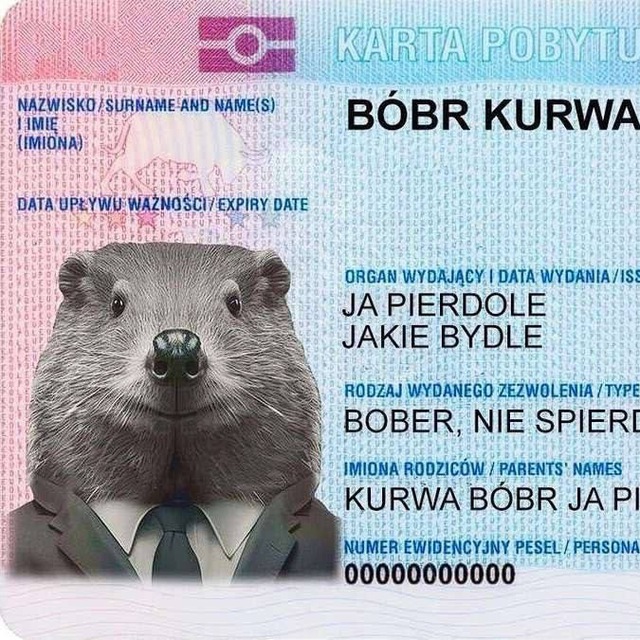 KARTA POBYTU
NAZWISKO/SURNAME AND NAME(S)
I IMIĘ
(IMIONA)
BÓBR KURWA
DATA UPŁYWU WAŻNOŚCI/EXPIRY DATE
ORGAN WYDAJĄCY I DATA WYDANIA/ISS
JA PIERDOLE
JAKIE BYDLE
RODZAJ WYDANEGO ZEZWOLENIA/TYPE
BOBER, NIE SPIERD
IMIONA RODZICÓW / PARENTS' NAMES
KURWA BÓBR JA PI
NUMER EWIDENCYJNY PESEL/PERSONA
00000000000